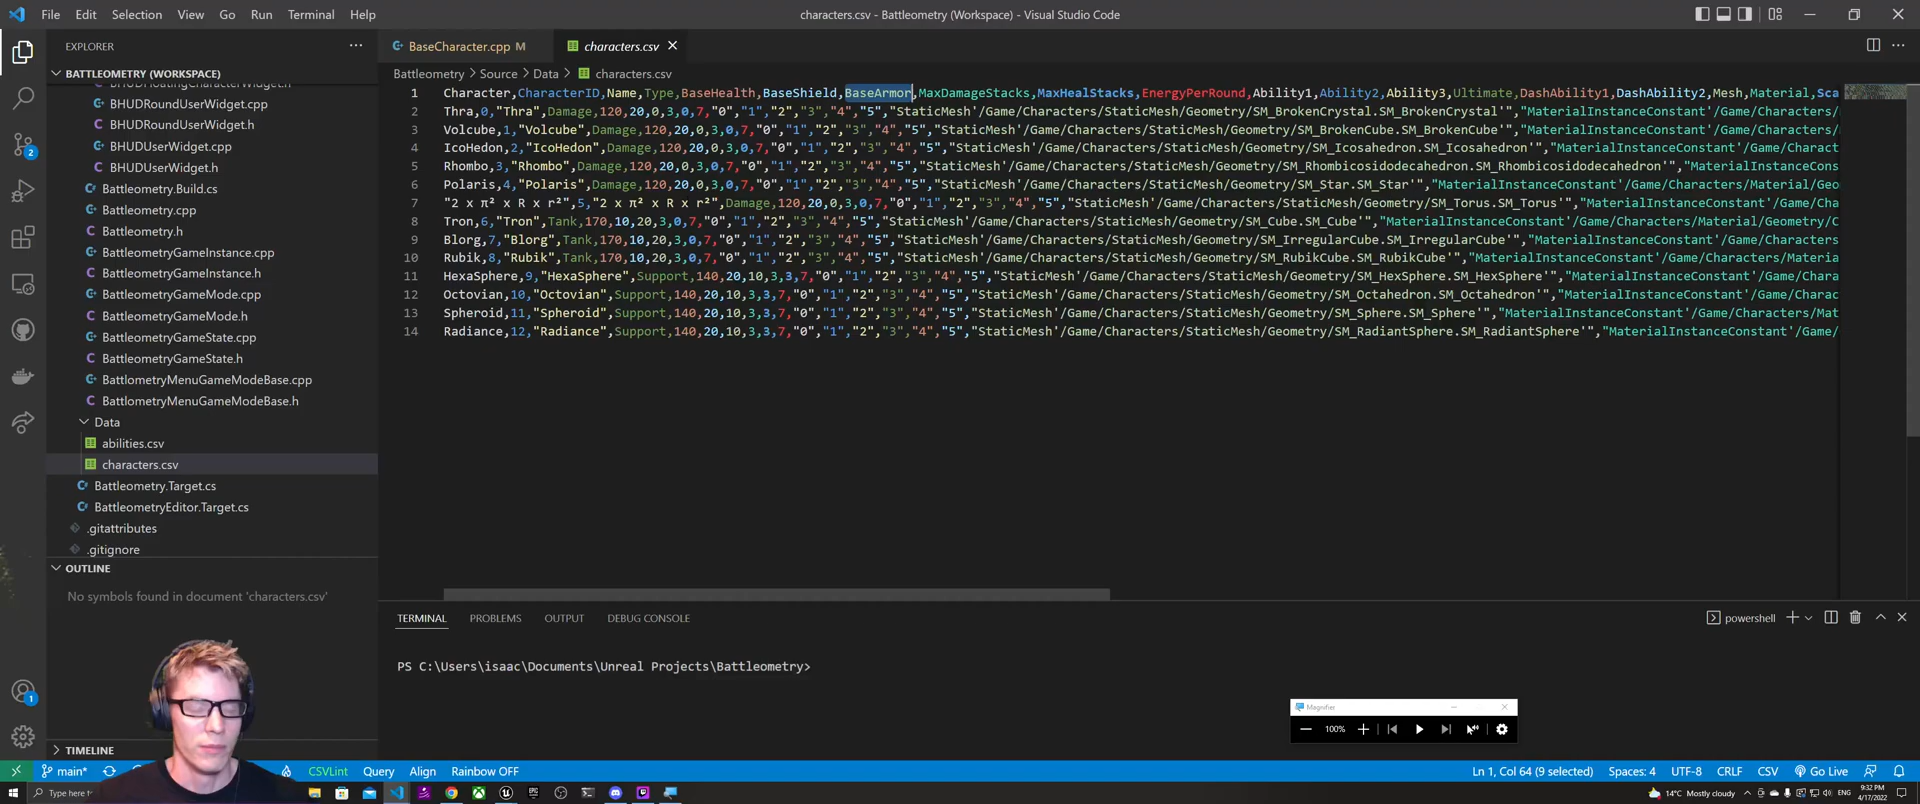 File Edit Selection View Go Run Terminal Help
characters.csv - Battleometry (Workspace) - Visual Studio Code
EXPLORER
BATTLEOMETRY (WORKSPACE)
BHUDRoundCharacterWidget.h
BHUDRoundUserWidget.cpp
BHUDRoundUserWidget.h
BHUDUserWidget.cpp
BHUDUserWidget.h
Battleometry.Build.cs
Battleometry.cpp
Battleometry.h
BattleometryGameInstance.cpp
BattleometryGameInstance.h
BattleometryGameMode.cpp
BattleometryGameMode.h
BattleometryGameState.cpp
BattleometryGameState.h
BattlometryMenuGameModeBase.cpp
BattlometryMenuGameModeBase.h
Data
abilities.csv
characters.csv
Battleometry.Target.cs
BattleometryEditor.Target.cs
.gitattributes
.gitignore
OUTLINE
No symbols found in document 'characters.csv'
TIMELINE
2
1
BaseCharacter.cpp M
characters.csv
Battleometry > Source > Data > characters.csv
1 Character,CharacterID,Name,Type,BaseHealth,BaseShield,BaseArmor,MaxDamageStacks,MaxHealStacks,EnergyPerRound,Ability1,Ability2,Ability3,Ultimate,DashAbility1,DashAbility2,Mesh,Material,Sca
2 Thra,0,"Thra",Damage,120,20,0,3,0,7,"0","1","2","3","4","5","StaticMesh'/Game/Characters/StaticMesh/Geometry/SM_BrokenCrystal.SM_BrokenCrystal'","MaterialInstanceConstant'/Game/Characters/
3 Volcube,1,"Volcube",Damage,120,20,0,3,0,7,"0","1","2","3","4","5","StaticMesh'/Game/Characters/StaticMesh/Geometry/SM_BrokenCube.SM_BrokenCube'","MaterialInstanceConstant'/Game/Characters
4 IcoHedon,2,"IcoHedon",Damage,120,20,0,3,0,7,"0","1","2","3","4","5","StaticMesh'/Game/Characters/StaticMesh/Geometry/SM_Icosahedron.SM_Icosahedron'","MaterialInstanceConstant'/Game/Charact
5 Rhombo,3,"Rhombo",Damage,120,20,0,3,0,7,"0","1","2","3","4","5","StaticMesh'/Game/Characters/StaticMesh/Geometry/SM_Rhombicosidodecahedron.SM_Rhombicosidodecahedron'","MaterialInstanceCons
6 Polaris,4,"Polaris",Damage,120,20,0,3,0,7,"0","1","2","3","4","5","StaticMesh'/Game/Characters/StaticMesh/Geometry/SM_Star.SM_Star'","MaterialInstanceConstant'/Game/Characters/Material/Geo
7 "2 x π² x R x r²",5,"2 x π² x R x r²",Damage,120,20,0,3,0,7,"0","1","2","3","4","5","StaticMesh'/Game/Characters/StaticMesh/Geometry/SM_Torus.SM_Torus'","MaterialInstanceConstant'/Game/Cha
8 Tron,6,"Tron",Tank,170,10,20,3,0,7,"0","1","2","3","4","5","StaticMesh'/Game/Characters/StaticMesh/Geometry/SM_Cube.SM_Cube'","MaterialInstanceConstant'/Game/Characters/Material/Geometry/C
9 Blorg,7,"Blorg",Tank,170,10,20,3,0,7,"0","1","2","3","4","5","StaticMesh'/Game/Characters/StaticMesh/Geometry/SM_IrregularCube.SM_IrregularCube'","MaterialInstanceConstant'/Game/Characters
10 Rubik,8,"Rubik",Tank,170,10,20,3,0,7,"0","1","2","3","4","5","StaticMesh'/Game/Characters/StaticMesh/Geometry/SM_RubikCube.SM_RubikCube'","MaterialInstanceConstant'/Game/Characters/Materia
11 HexaSphere,9,"HexaSphere",Support,140,20,10,3,3,7,"0","1","2","3","4","5","StaticMesh'/Game/Characters/StaticMesh/Geometry/SM_HexSphere.SM_HexSphere'","MaterialInstanceConstant'/Game/Chara
12 Octovian,10,"Octovian",Support,140,20,10,3,3,7,"0","1","2","3","4","5","StaticMesh'/Game/Characters/StaticMesh/Geometry/SM_Octahedron.SM_Octahedron'","MaterialInstanceConstant'/Game/Chara
13 Spheroid,11,"Spheroid",Support,140,20,10,3,3,7,"0","1","2","3","4","5","StaticMesh'/Game/Characters/StaticMesh/Geometry/SM_Sphere.SM_Sphere'","MaterialInstanceConstant'/Game/Characters/Mat
14 Radiance,12,"Radiance",Support,140,20,10,3,3,7,"0","1","2","3","4","5","StaticMesh'/Game/Characters/StaticMesh/Geometry/SM_RadiantSphere.SM_RadiantSphere'","MaterialInstanceConstant'/Game/
TERMINAL PROBLEMS OUTPUT DEBUG CONSOLE
powershell
PS C:\Users\isaac\Documents\Unreal Projects\Battleometry>
Magnifier
100%
main* CSVLint Query Align Rainbow OFF
Ln 1, Col 64 (9 selected) Spaces: 4 UTF-8 CRLF CSV Go Live
Type here
14°C Mostly cloudy ENG 9:32 PM
4/17/2022